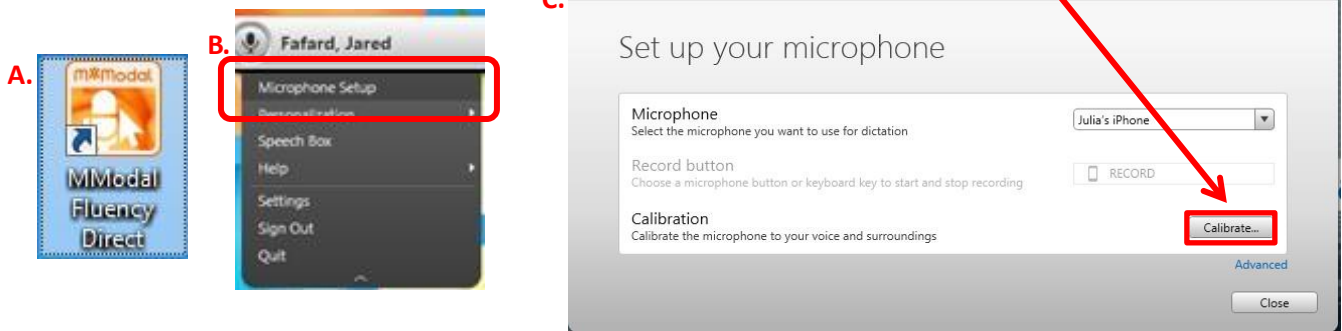 A.
m*modal
MModal
Fluency
Direct
B.
Fafard, Jared
Microphone Setup
Personalization
Speech Box
Help
Settings
Sign Out
Quit
C.
Set up your microphone
Microphone
Select the microphone you want to use for dictation
Julia's iPhone
Record button
Choose a microphone button or keyboard key to start and stop recording
RECORD
Calibration
Calibrate the microphone to your voice and surroundings
Calibrate...
Advanced
Close